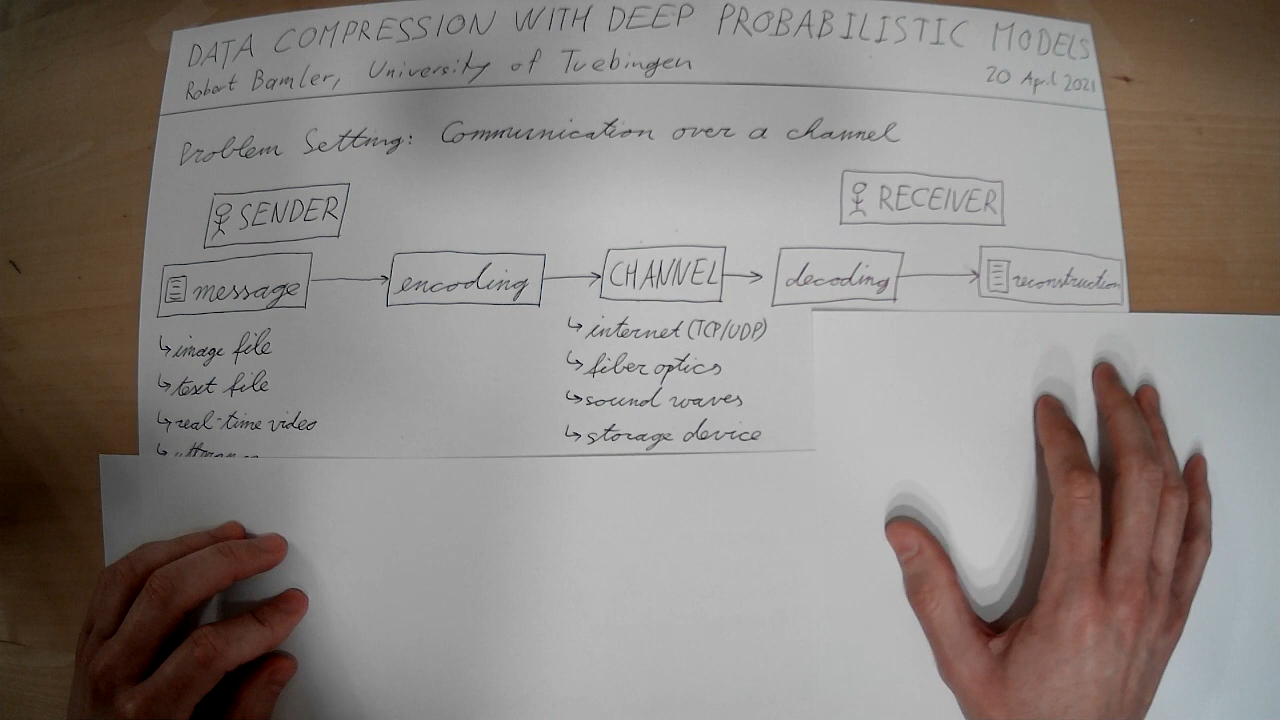 DATA COMPRESSION WITH DEEP PROBABILISTIC MODELS
Robert Bamler, University of Tuebingen
20 April 2021
Problem Setting: Communication over a channel
SENDER
RECEIVER
message
encoding
CHANNEL
decoding
reconstruction
↳ image file
↳ text file
↳ real-time video
↳ internet (TCP/UDP)
↳ fiber optics
↳ sound waves
↳ storage device